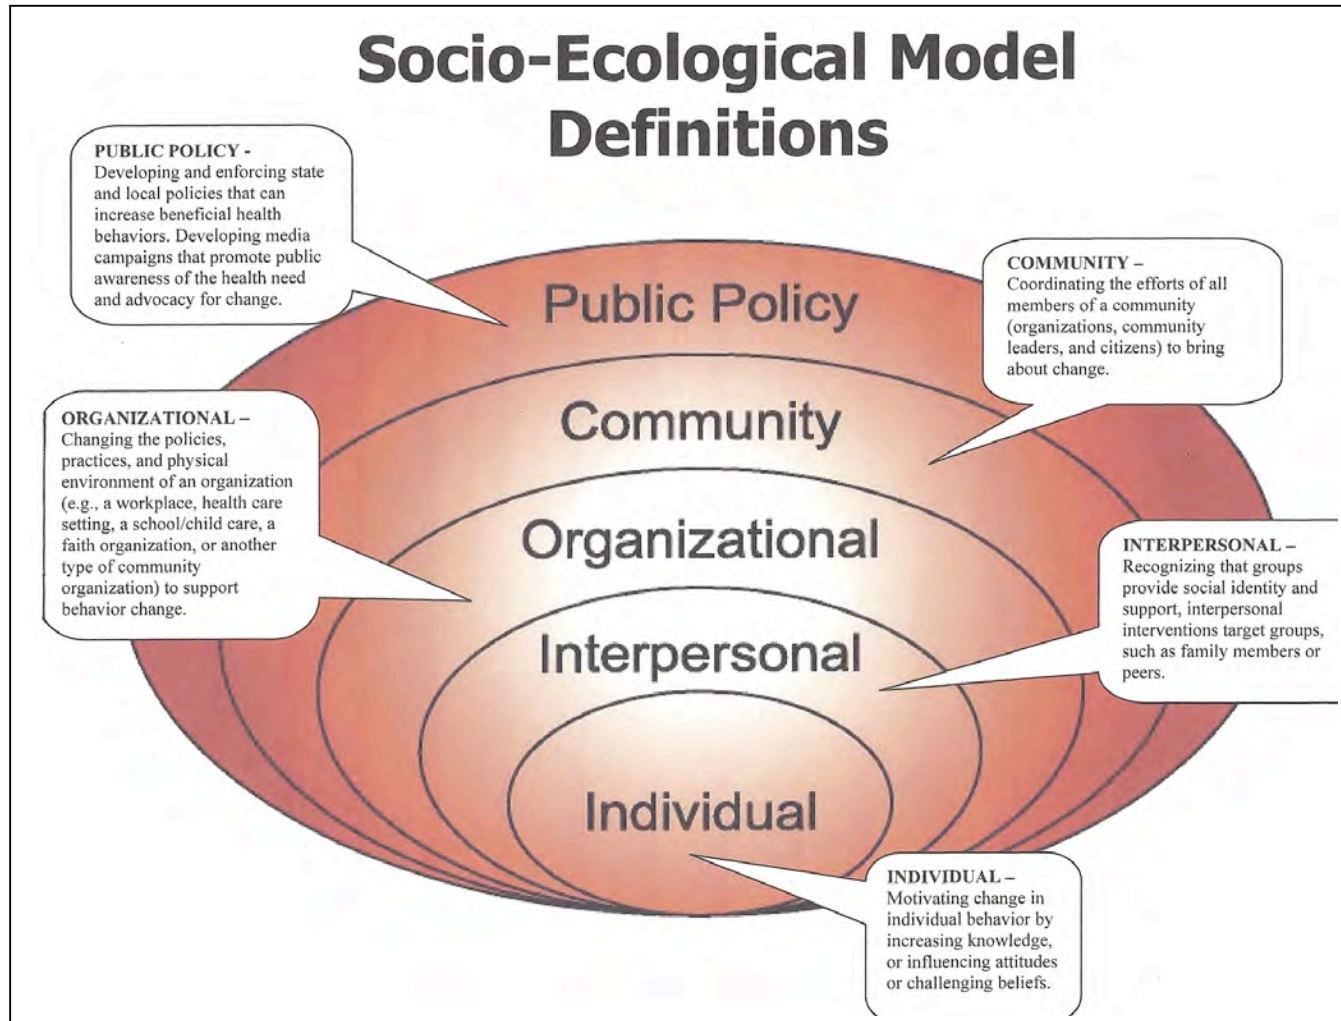 Socio-Ecological Model
Definitions
PUBLIC POLICY -
Developing and enforcing state
and local policies that can
increase beneficial health
behaviors. Developing media
campaigns that promote public
awareness of the health need
and advocacy for change.
COMMUNITY –
Coordinating the efforts of all
members of a community
(organizations, community
leaders, and citizens) to bring
about change.
Public Policy
Community
ORGANIZATIONAL –
Changing the policies,
practices, and physical
environment of an organization
(e.g., a workplace, health care
setting, a school/child care, a
faith organization, or another
type of community
organization) to support
behavior change.
Organizational
INTERPERSONAL –
Recognizing that groups
provide social identity and
support, interpersonal
interventions target groups,
such as family members or
peers.
Interpersonal
Individual
INDIVIDUAL –
Motivating change in
individual behavior by
increasing knowledge,
or influencing attitudes
or challenging beliefs.